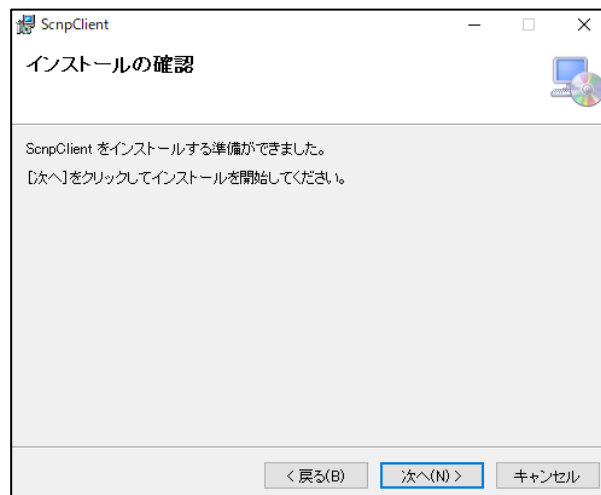 ScnpClient
インストールの確認
ScnpClient をインストールする準備ができました。
[次へ]をクリックしてインストールを開始してください。
< 戻る(B)
次へ(N) >
キャンセル